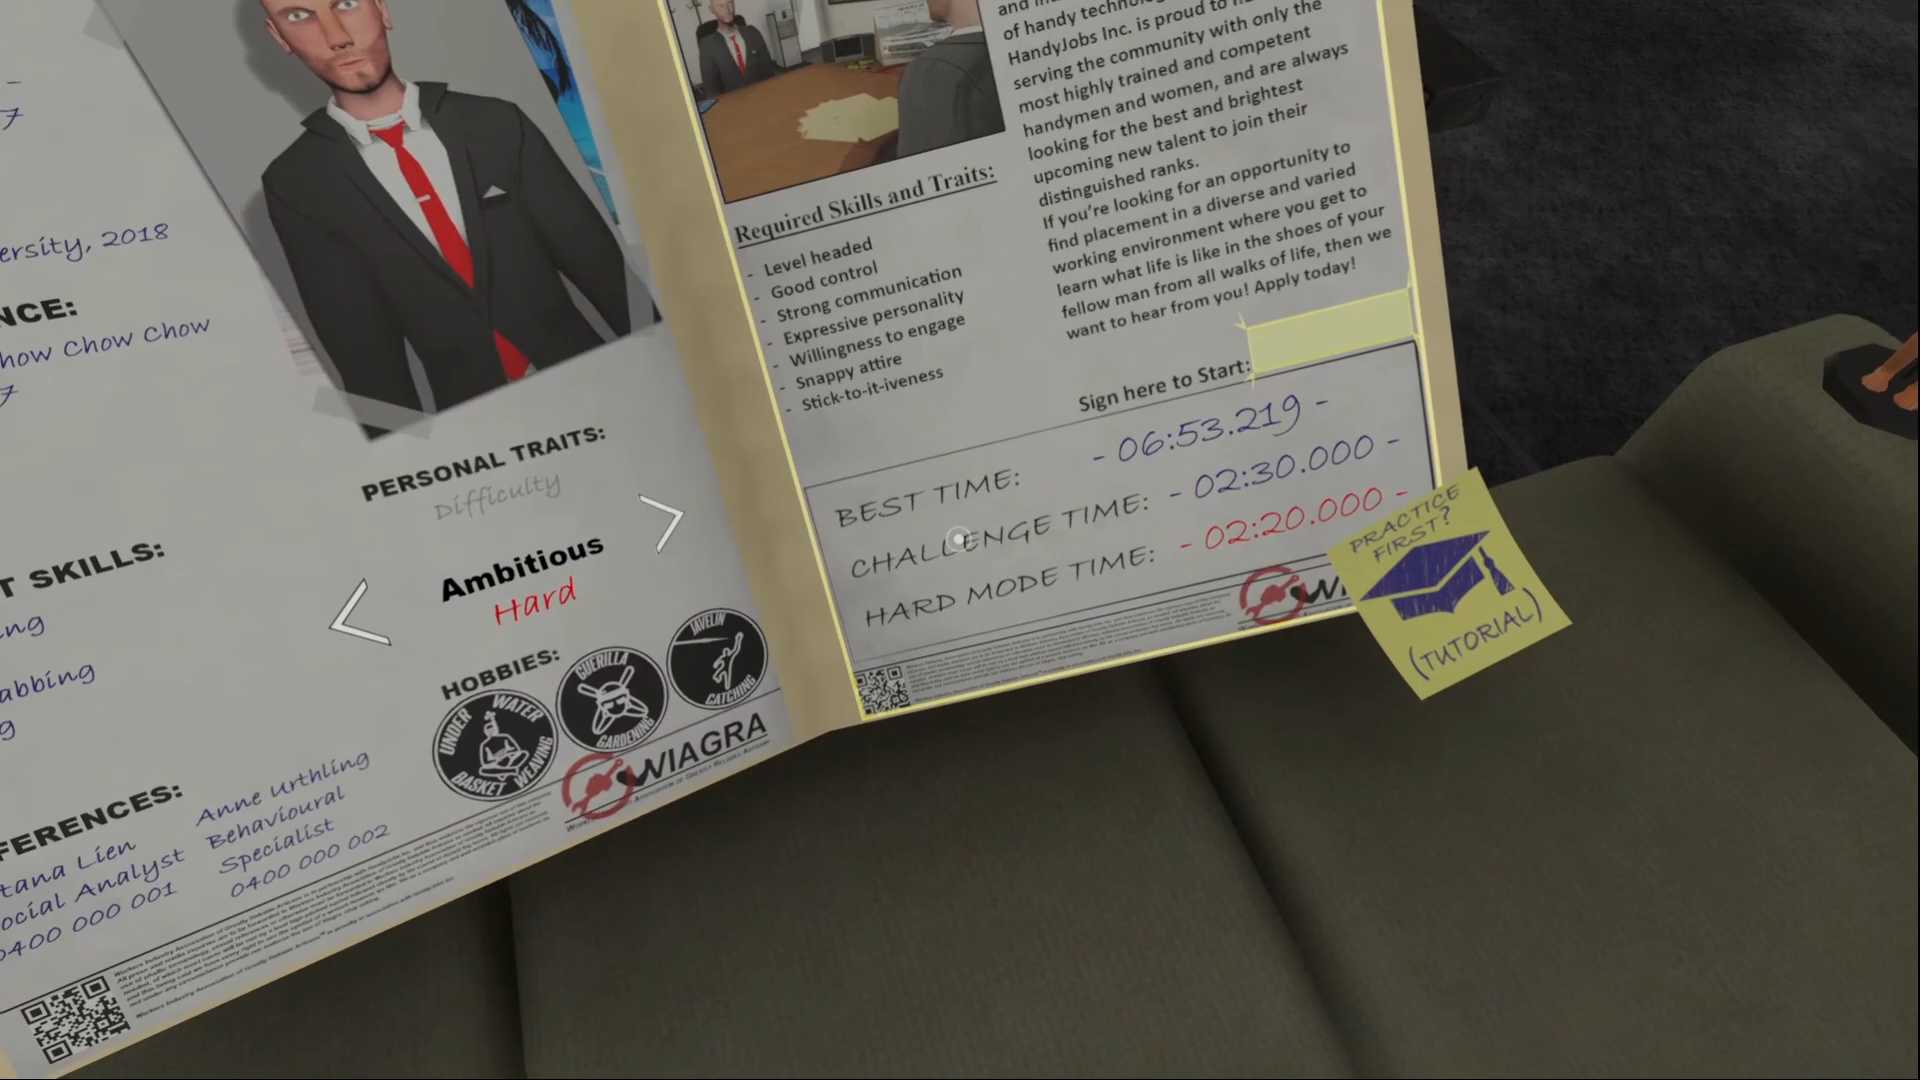 7
ersity, 2018
NCE:
how Chow Chow
7
T SKILLS:
ng
abbing
g
FERENCES:
tana Lien
ocial Analyst
0400 000 001
Anne Urthling
Behavioural
Specialist
0400 000 002
PERSONAL TRAITS:
Difficulty
Ambitious
Hard
HOBBIES:
UNDER WATER
BASKET WEAVING
GUERILLA
GARDENING
JAVELIN
CATCHING
WIAGRA
Required Skills and Traits:
- Level headed
- Good control
- Strong communication
- Expressive personality
- Willingness to engage
- Snappy attire
- Stick-to-it-iveness
of handy
HandyJobs Inc. is proud to
serving the community with only the
most highly trained and competent
handymen and women, and are always
looking for the best and brightest
upcoming new talent to join their
distinguished ranks.
If you're looking for an opportunity to
find placement in a diverse and varied
working environment where you get to
learn what life is like in the shoes of your
fellow man from all walks of life, then we
want to hear from you! Apply today!
Sign here to Start:
BEST TIME: - 06:53.219 -
CHALLENGE TIME: - 02:30.000 -
HARD MODE TIME: - 02:20.000 -
PRACTICE
FIRST?
(TUTORIAL)